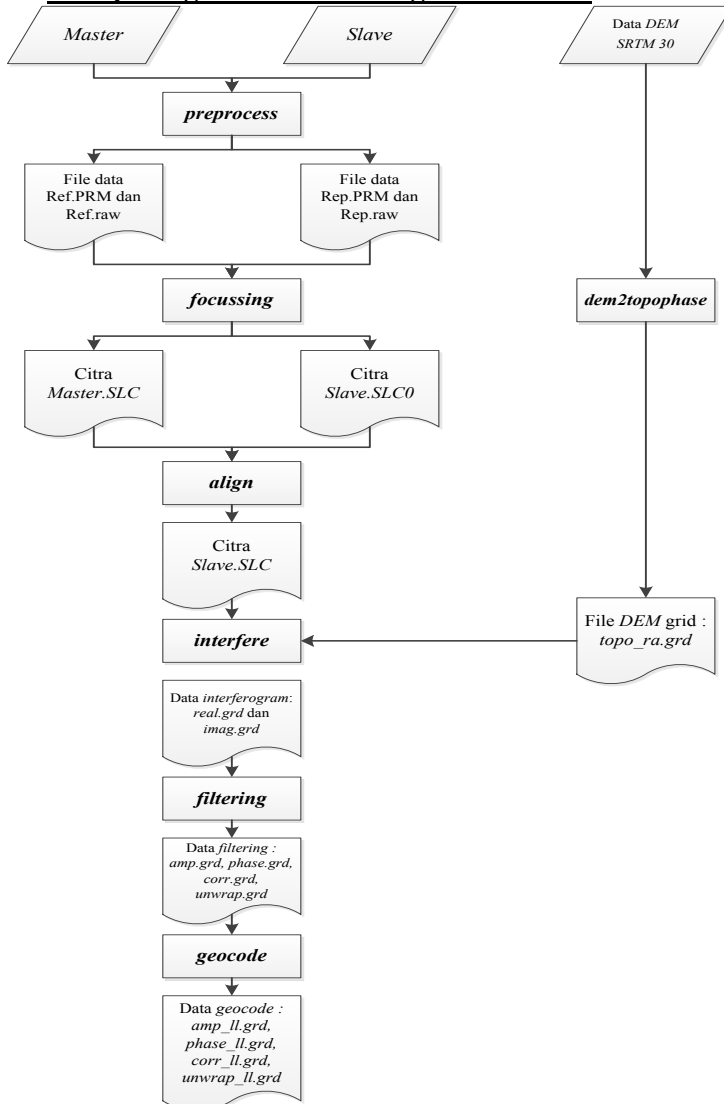 Master
Slave
Data DEM
SRTM 30
preprocess
File data
Ref.PRM dan
Ref.raw
File data
Rep.PRM dan
Rep.raw
focussing
dem2topophase
Citra
Master.SLC
Citra
Slave.SLC0
align
Citra
Slave.SLC
File DEM grid :
topo_ra.grd
interfere
Data interferogram:
real.grd dan
imag.grd
filtering
Data filtering :
amp.grd, phase.grd,
corr.grd,
unwrap.grd
geocode
Data geocode :
amp_ll.grd,
phase_ll.grd,
corr_ll.grd,
unwrap_ll.grd